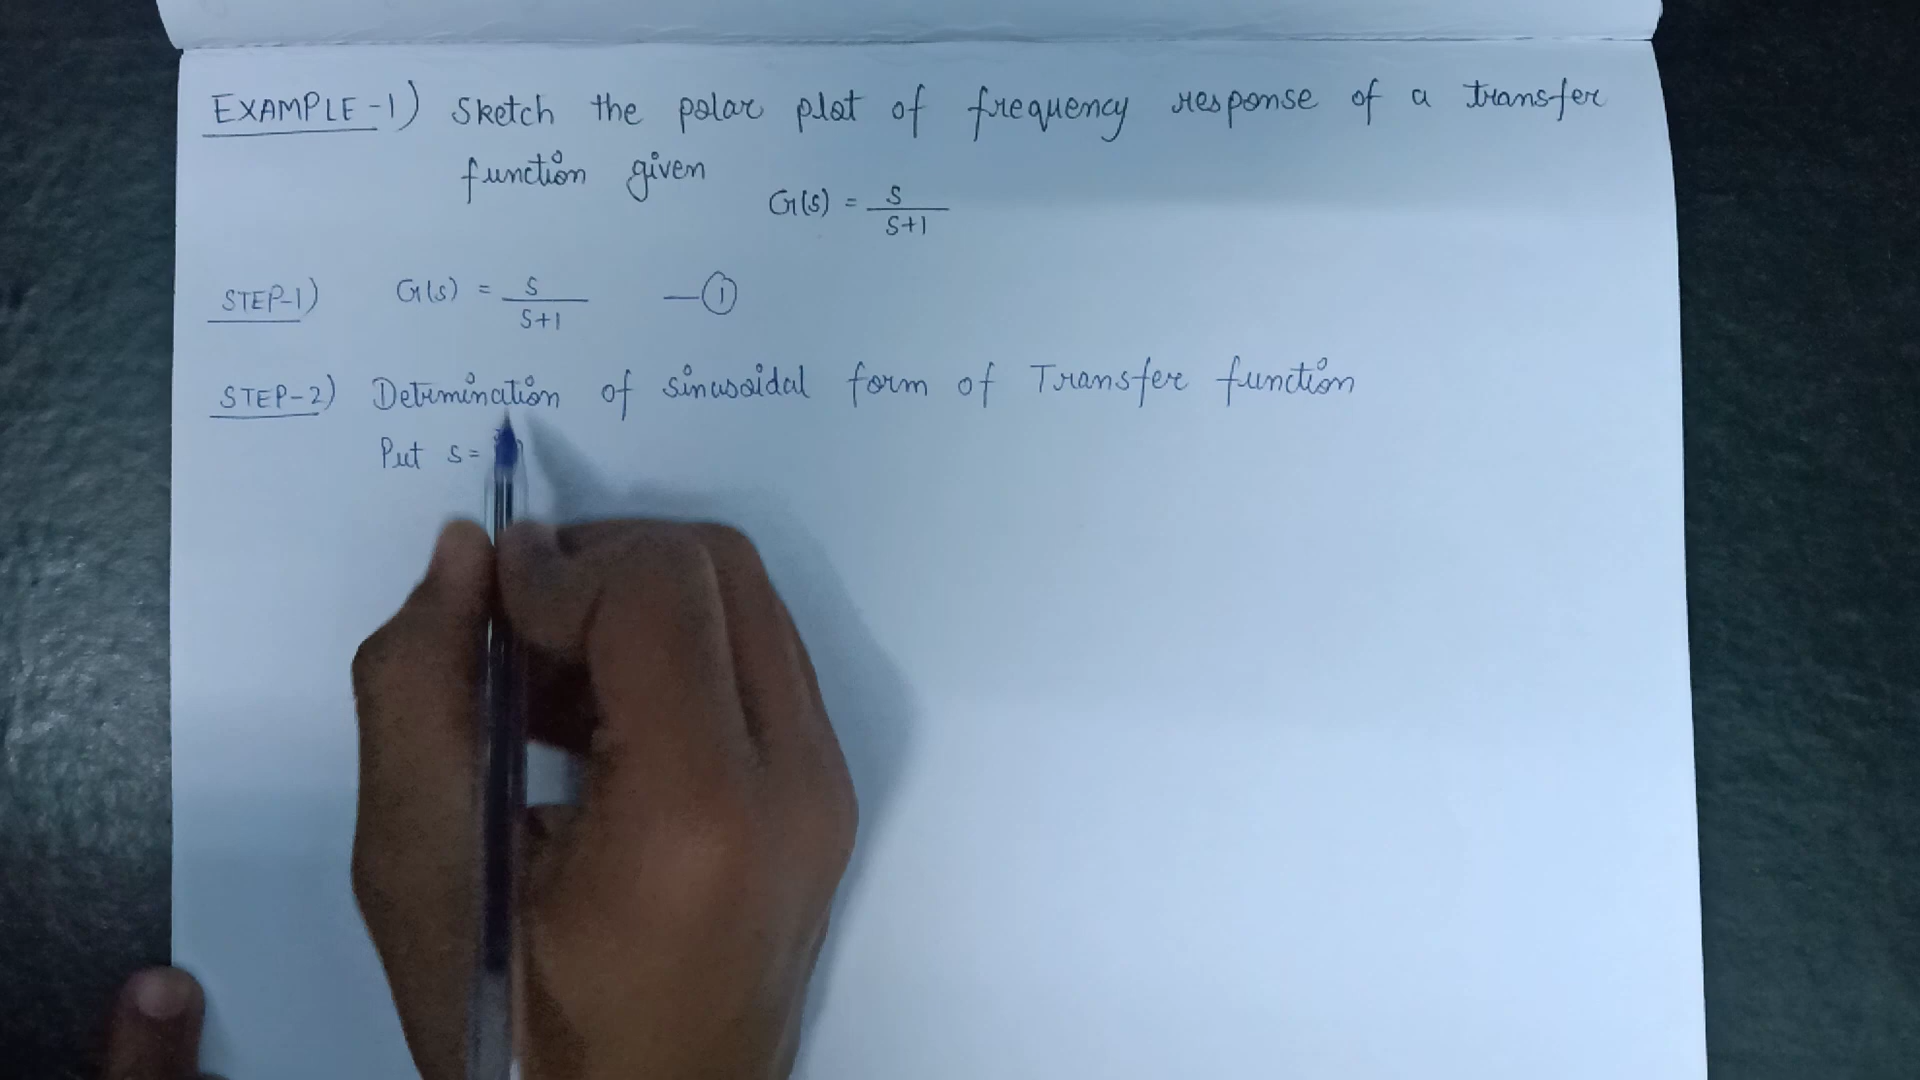 EXAMPLE-1) Sketch the polar plot of frequency response of a transfer
function given
G(s) = s / s+1
STEP-1) G(s) = s / s+1 — ①
STEP-2) Detrmination of sinusoidal form of Transfer function
Put s =